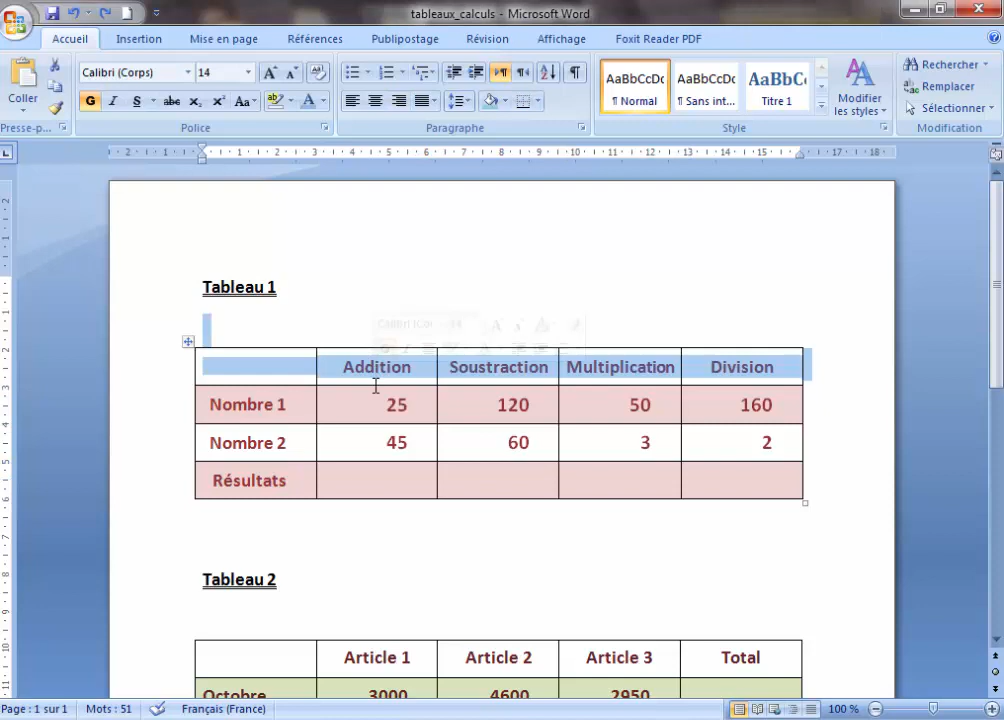 tableaux_calculs - Microsoft Word
Accueil Insertion Mise en page Références Publipostage Révision Affichage Foxit Reader PDF
Calibri (Corps) 14
Coller
Presse-p...
Police
Paragraphe
AaBbCcDc AaBbCcDc AaBbCc
¶ Normal ¶ Sans int... Titre 1
Modifier les styles
Style
Rechercher
Remplacer
Sélectionner
Modification
Tableau 1
Addition Soustraction Multiplication Division
Nombre 1 25 120 50 160
Nombre 2 45 60 3 2
Résultats
Tableau 2
Article 1 Article 2 Article 3 Total
Octobre 3000 4600 2950
Page : 1 sur 1 Mots : 51 Français (France) 100 %